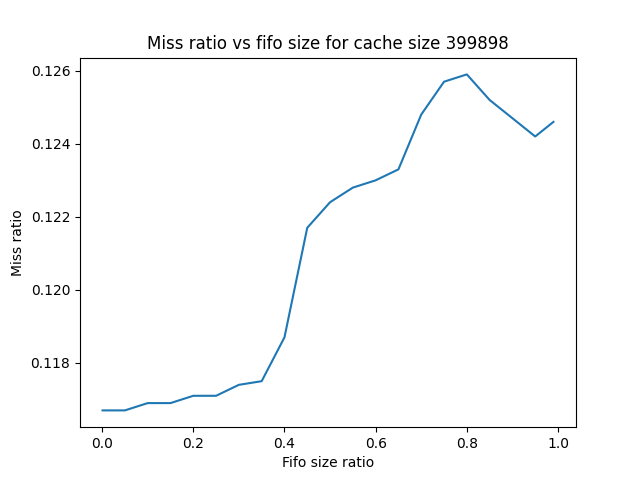 Miss ratio vs fifo size for cache size 399898
0.126
0.124
0.122
0.120
0.118
Miss ratio
0.0 0.2 0.4 0.6 0.8 1.0
Fifo size ratio